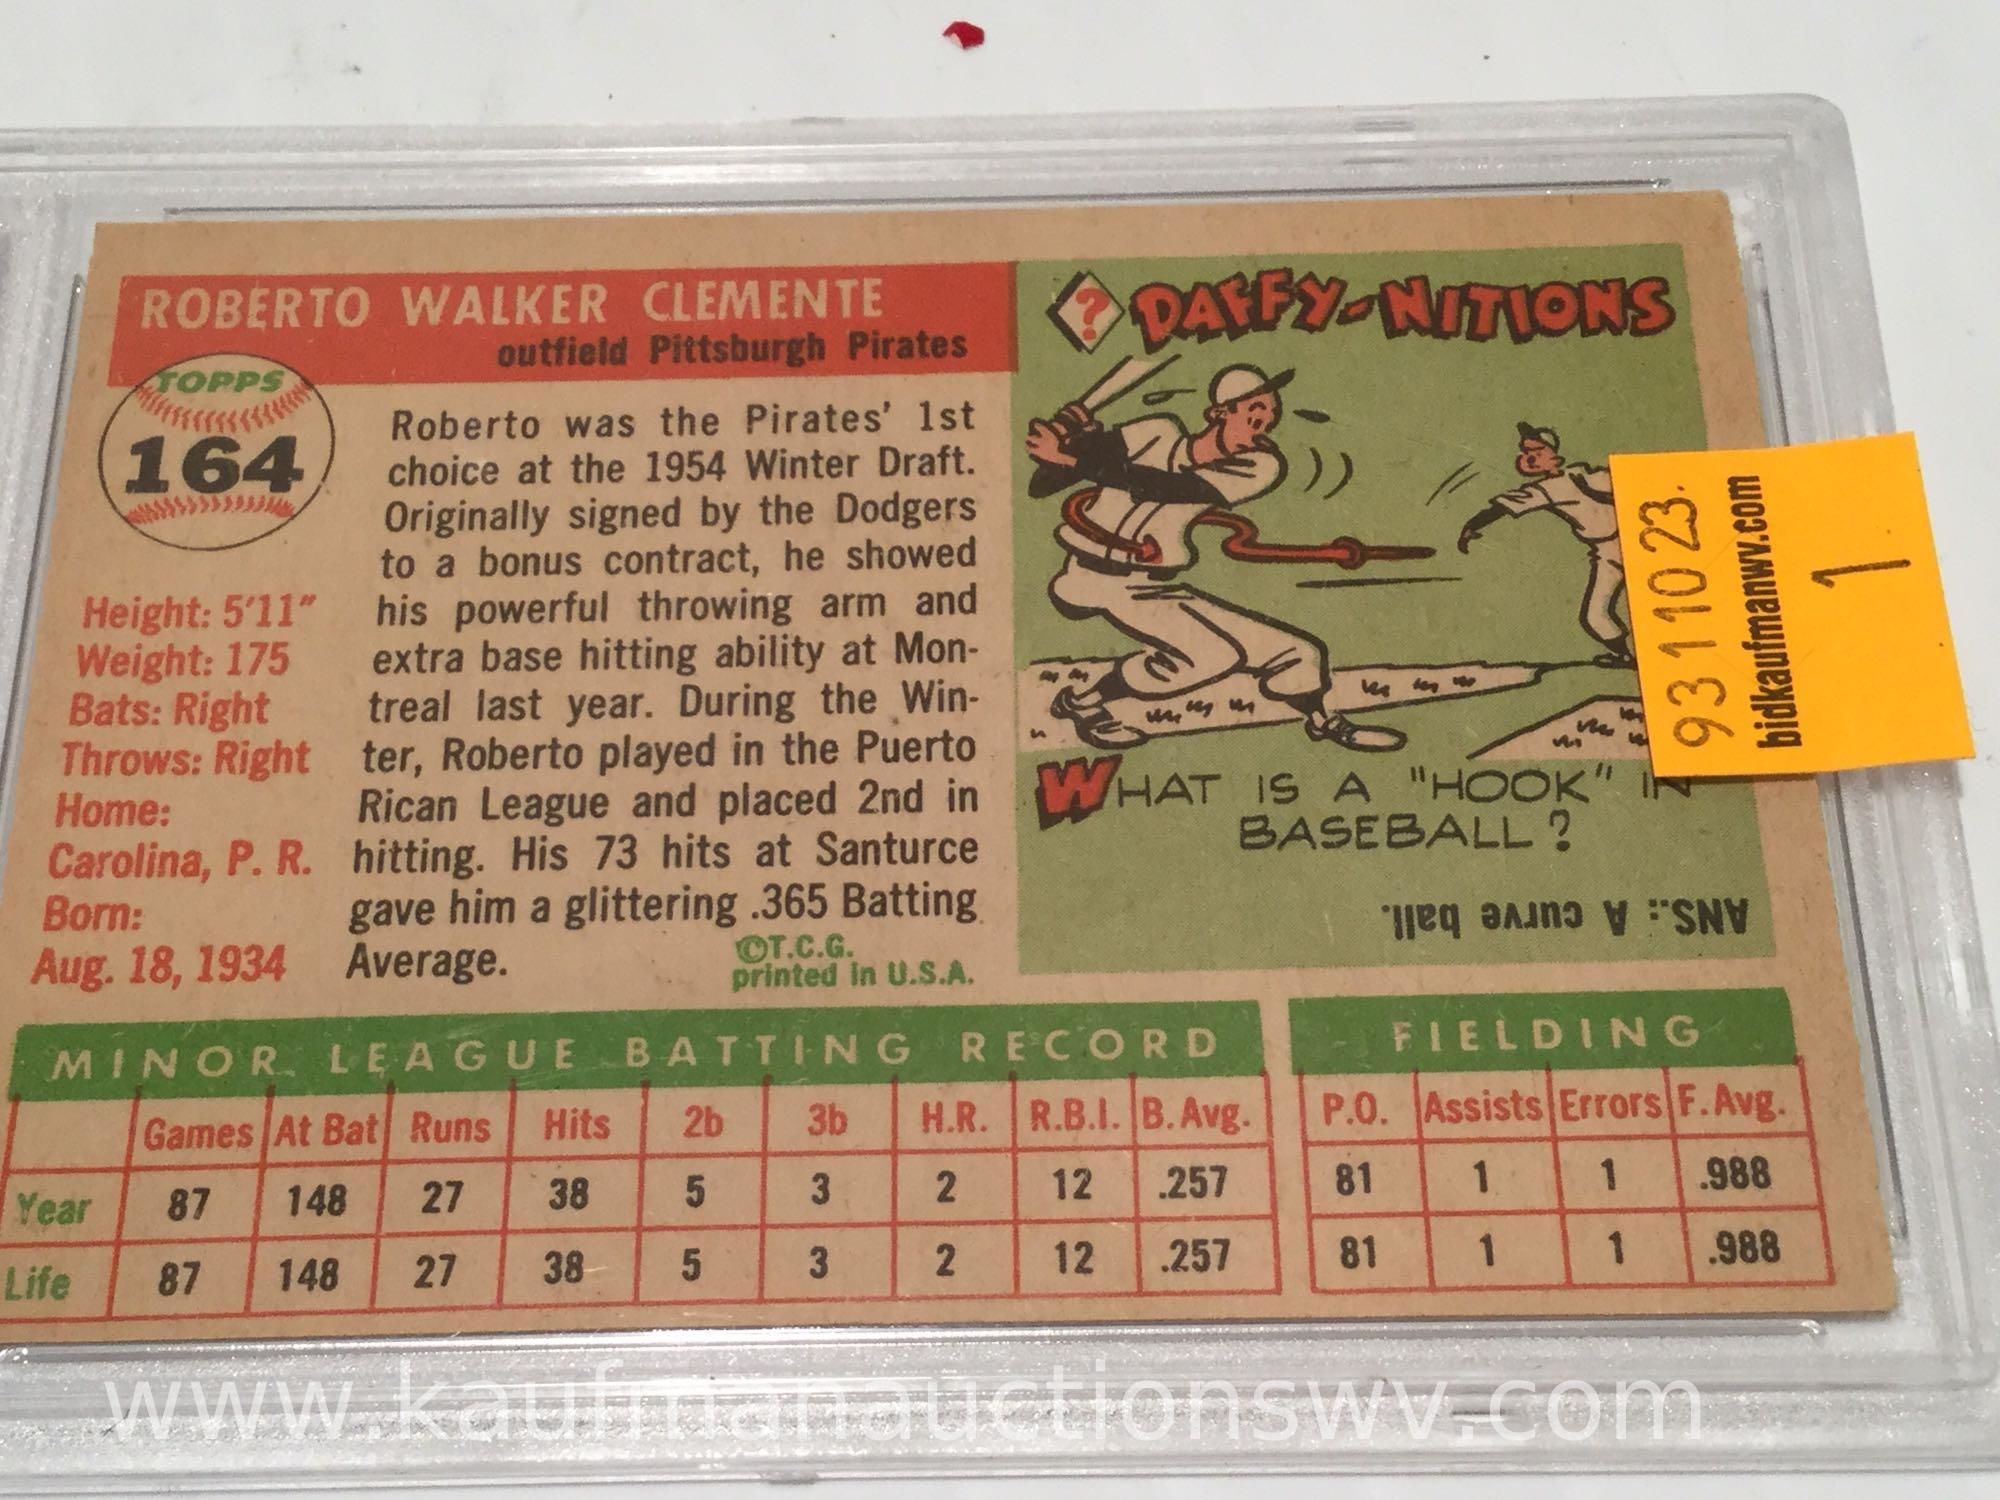 ROBERTO WALKER CLEMENTE
outfield Pittsburgh Pirates
TOPPS
164
Height: 5'11"
Weight: 175
Bats: Right
Throws: Right
Home:
Carolina, P. R.
Born:
Aug. 18, 1934
Roberto was the Pirates' 1st
choice at the 1954 Winter Draft.
Originally signed by the Dodgers
to a bonus contract, he showed
his powerful throwing arm and
extra base hitting ability at Mon-
treal last year. During the Win-
ter, Roberto played in the Puerto
Rican League and placed 2nd in
hitting. His 73 hits at Santurce
gave him a glittering .365 Batting
Average.
©T.C.G.
printed in U.S.A.
? DAFFY-NITIONS
WHAT IS A "HOOK" IN
BASEBALL?
ANS.: A curve ball.
9311023
bidkaufmanwv.com
1
MINOR LEAGUE BATTING RECORD
Games At Bat Runs Hits 2b 3b H.R. R.B.I. B. Avg.
Year 87 148 27 38 5 3 2 12 .257
Life 87 148 27 38 5 3 2 12 .257
FIELDING
P.O. Assists Errors F. Avg.
81 1 1 .988
81 1 1 .988
www.kaufmanauctionswv.com